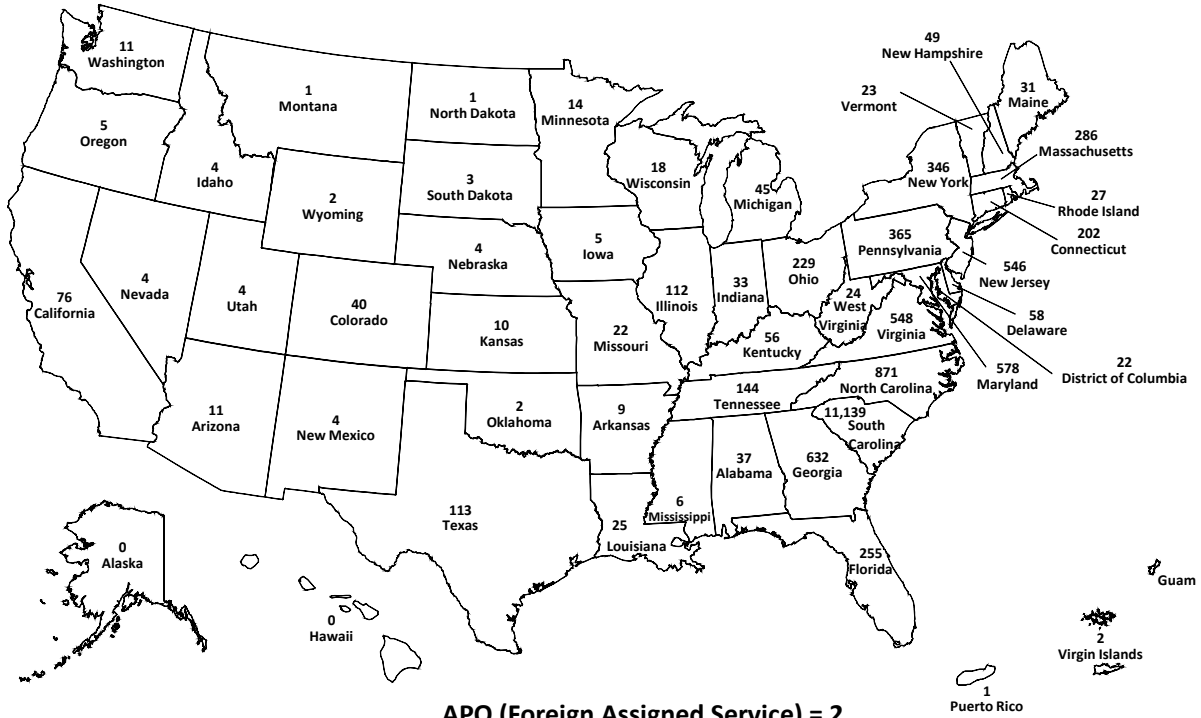 49
New Hampshire
11
Washington
1
Montana
1
North Dakota
14
Minnesota
23
Vermont
31
Maine
5
Oregon
4
Idaho
286
Massachusetts
18
Wisconsin
346
New York
3
South Dakota
45
Michigan
2
Wyoming
27
Rhode Island
202
Connecticut
365
Pennsylvania
5
Iowa
4
Nebraska
546
New Jersey
229
Ohio
76
California
4
Nevada
4
Utah
40
Colorado
112
Illinois
33
Indiana
24
West
Virginia
548
Virginia
58
Delaware
10
Kansas
22
Missouri
56
Kentucky
578
Maryland
22
District of Columbia
871
North Carolina
144
Tennessee
11
Arizona
4
New Mexico
2
Oklahoma
9
Arkansas
11,139
South
Carolina
37
Alabama
632
Georgia
6
Mississippi
113
Texas
25
Louisiana
0
Alaska
255
Florida
Guam
0
Hawaii
2
Virgin Islands
1
Puerto Rico
APO (Foreign Assigned Service) = 2